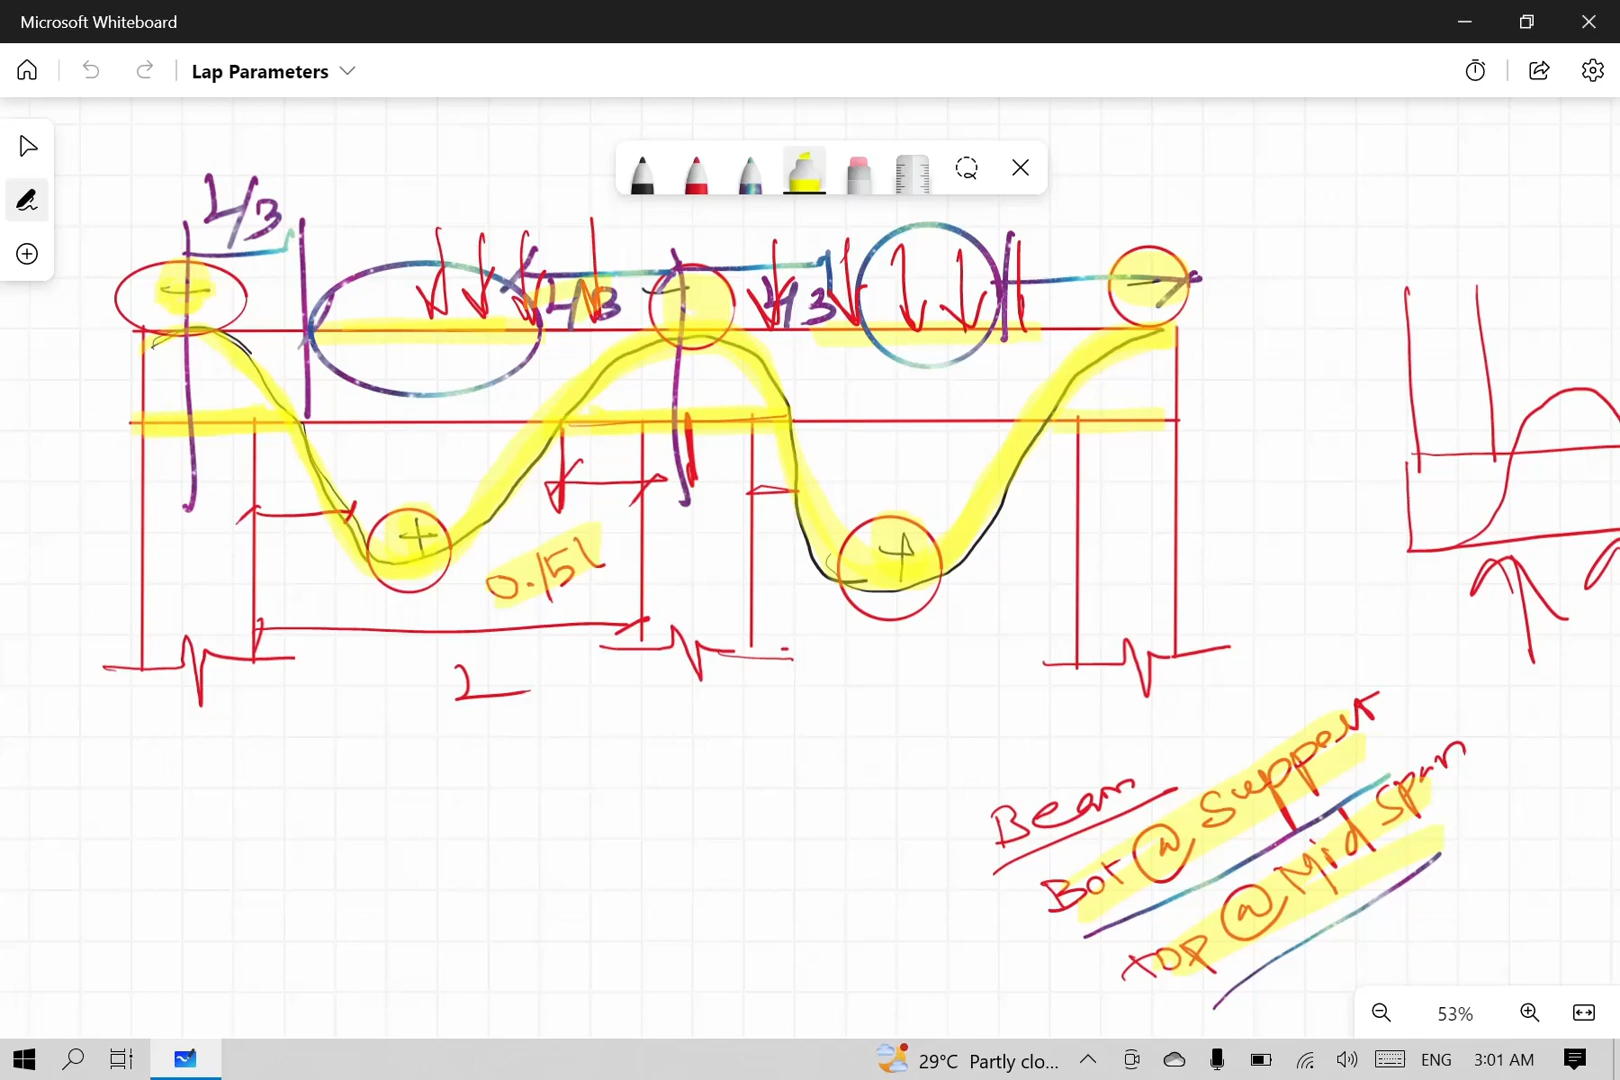 Microsoft Whiteboard
Lap Parameters
L/3
L/3
L/3
0.15l
L
Beam
Bot @ Support
top @ Mid Span
53%
29°C Partly clo...
ENG
3:01 AM